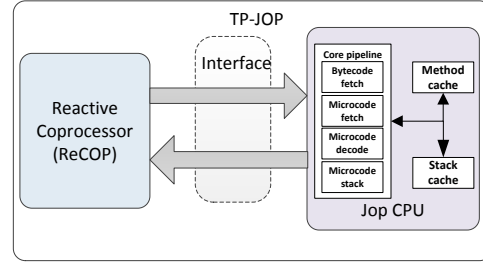 TP-JOP
Interface
Reactive
Coprocessor
(ReCOP)
Core pipeline
Bytecode
fetch
Microcode
fetch
Microcode
decode
Microcode
stack
Method
cache
Stack
cache
Jop CPU